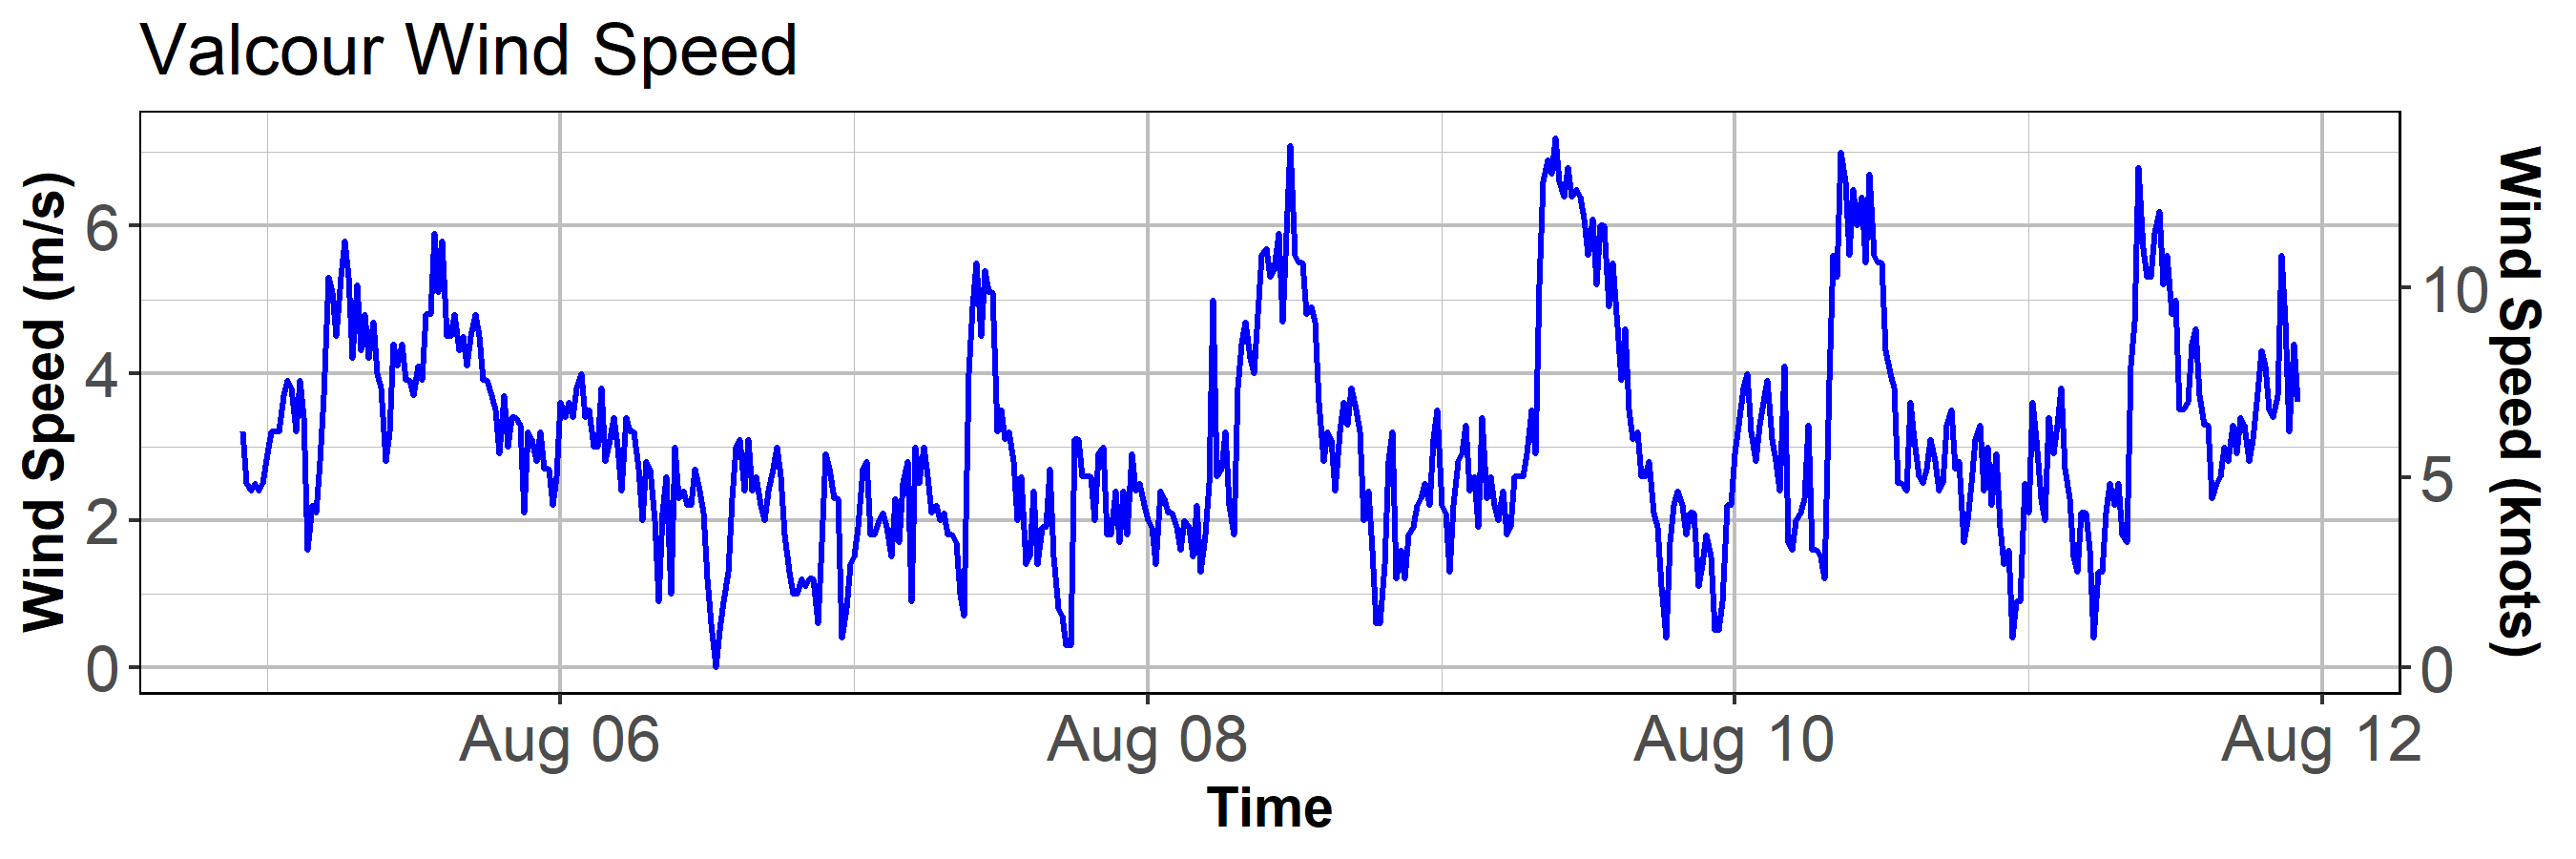 Valcour Wind Speed
Wind Speed (m/s)
6
4
2
0
10
5
0
Wind Speed (knots)
Aug 06
Aug 08
Aug 10
Aug 12
Time